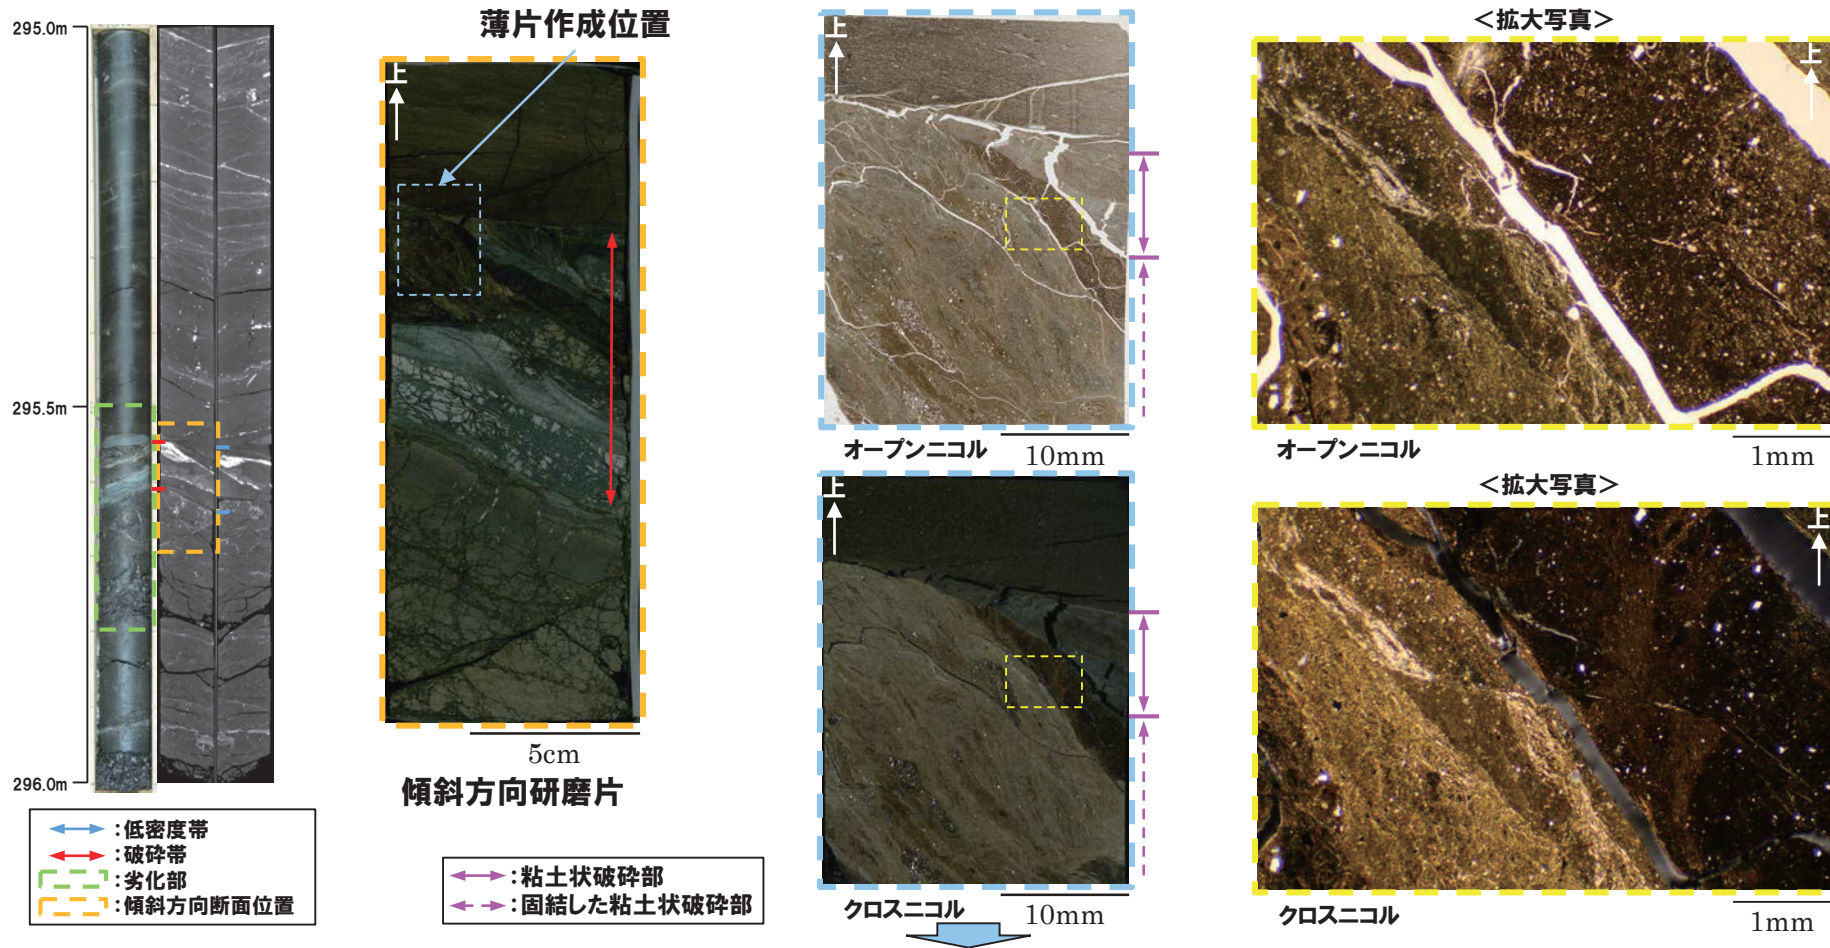 295.0m
295.5m
296.0m
：低密度帯
：破砕帯
：劣化部
：傾斜方向断面位置
薄片作成位置
上
5cm
傾斜方向研磨片
：粘土状破砕部
：固結した粘土状破砕部
上
オープンニコル
10mm
上
クロスニコル
10mm
＜拡大写真＞
上
オープンニコル
1mm
＜拡大写真＞
上
クロスニコル
1mm